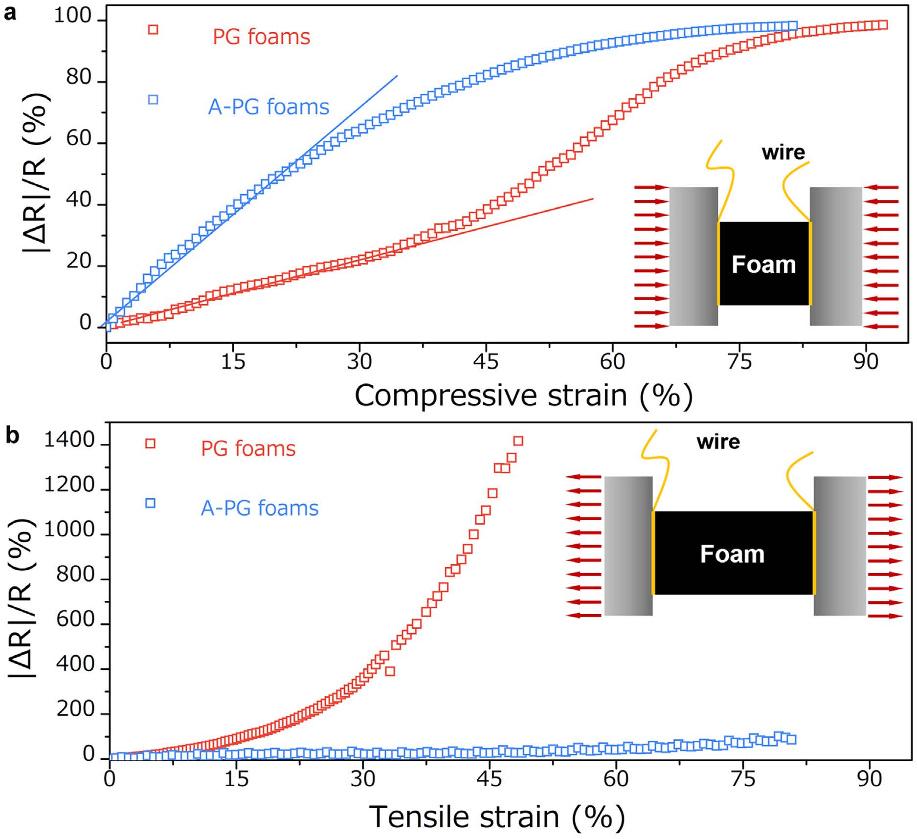 a
100
80
60
40
20
0
|ΔR|/R (%)
PG foams
A-PG foams
wire
Foam
0 15 30 45 60 75 90
Compressive strain (%)
b
1400
1200
1000
800
600
400
200
0
|ΔR|/R (%)
PG foams
A-PG foams
wire
Foam
0 15 30 45 60 75 90
Tensile strain (%)